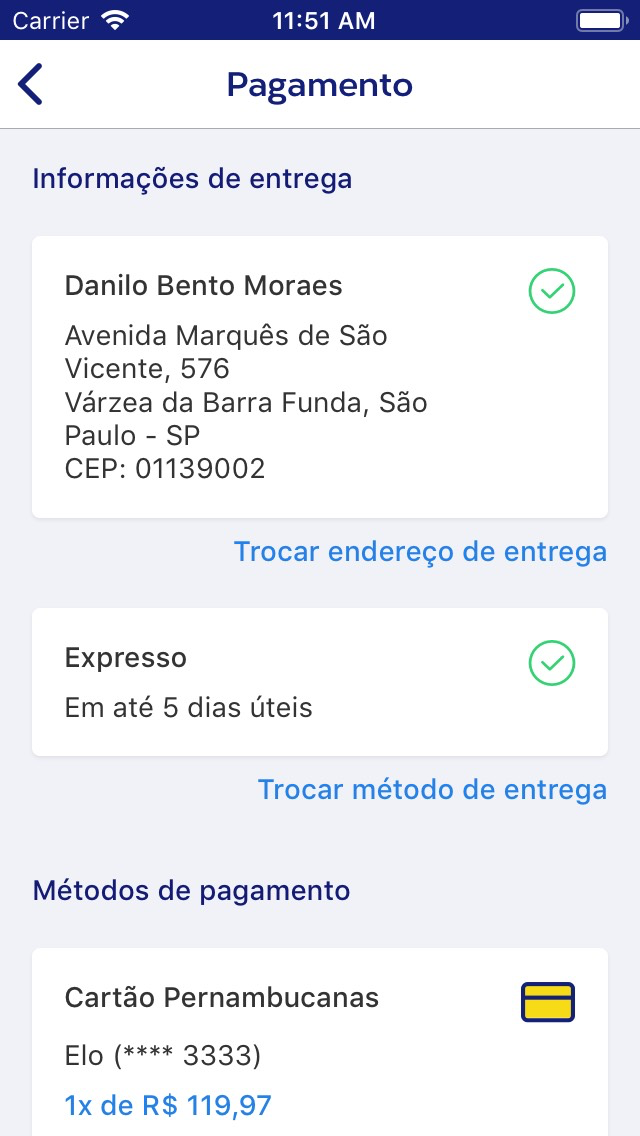 Carrier
11:51 AM
Pagamento
Informações de entrega
Danilo Bento Moraes
Avenida Marquês de São
Vicente, 576
Várzea da Barra Funda, São
Paulo - SP
CEP: 01139002
Trocar endereço de entrega
Expresso
Em até 5 dias úteis
Trocar método de entrega
Métodos de pagamento
Cartão Pernambucanas
Elo (**** 3333)
1x de R$ 119,97